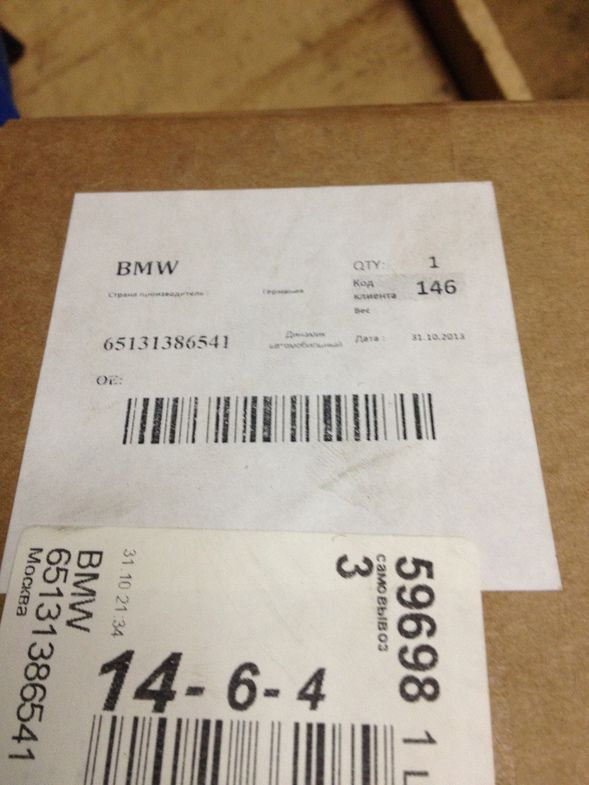 BMW
Страна производитель : Германия
QTY: 1
Код клиента 146
Вес
65131386541
Динамик автомобильный
Дата : 31.10.2013
OE:
BMW
65131386541
Москва
31.10 21:34
14-6-4
59698
самовывоз
3
1